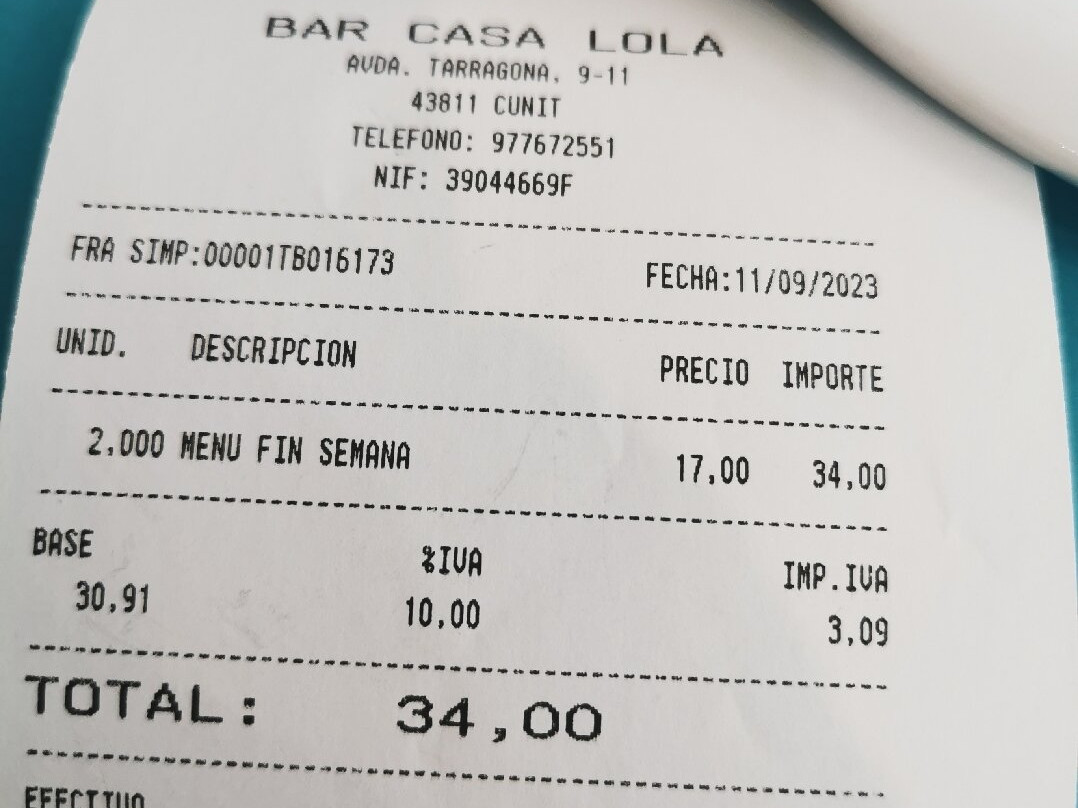 BAR CASA LOLA
AVDA. TARRAGONA, 9-11
43811 CUNIT
TELEFONO: 977672551
NIF: 39044669F
FRA SIMP:00001TB016173 FECHA:11/09/2023
UNID. DESCRIPCION PRECIO IMPORTE
2.000 MENU FIN SEMANA 17,00 34,00
BASE %IVA IMP.IVA
30,91 10,00 3,09
TOTAL: 34,00
EFECTIVO